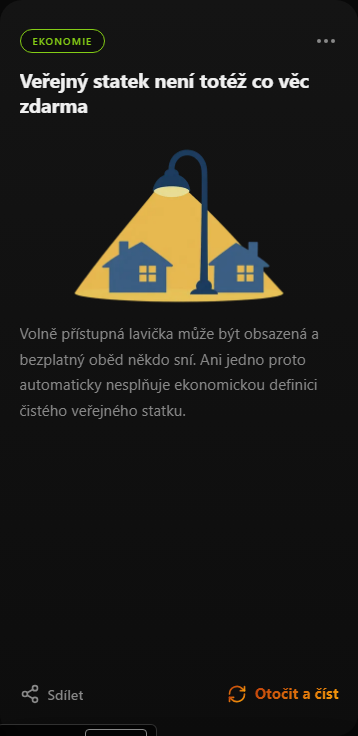 EKONOMIE
Veřejný statek není totéž co věc
zdarma
Volně přístupná lavička může být obsazená a
bezplatný oběd někdo sní. Ani jedno proto
automaticky nesplňuje ekonomickou definici
čistého veřejného statku.
Sdílet
Otočit a číst